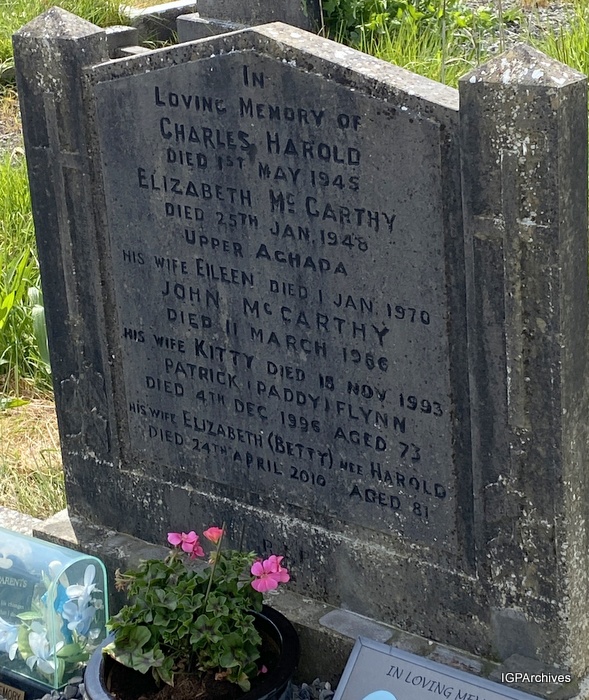 IN
LOVING MEMORY OF
CHARLES HAROLD
DIED 1ST MAY 1945
ELIZABETH McCARTHY
DIED 25TH JAN. 1948
UPPER AGHADA
HIS WIFE EILEEN DIED 1 JAN. 1970
JOHN McCARTHY
DIED 11 MARCH 1966
HIS WIFE KITTY DIED 18 NOV 1993
PATRICK (PADDY) FLYNN
DIED 4TH DEC 1996 AGED 73
HIS WIFE ELIZABETH (BETTY) NEE HAROLD
DIED 24TH APRIL 2010 AGED 81
PARENTS
IN LOVING
IGPArchives